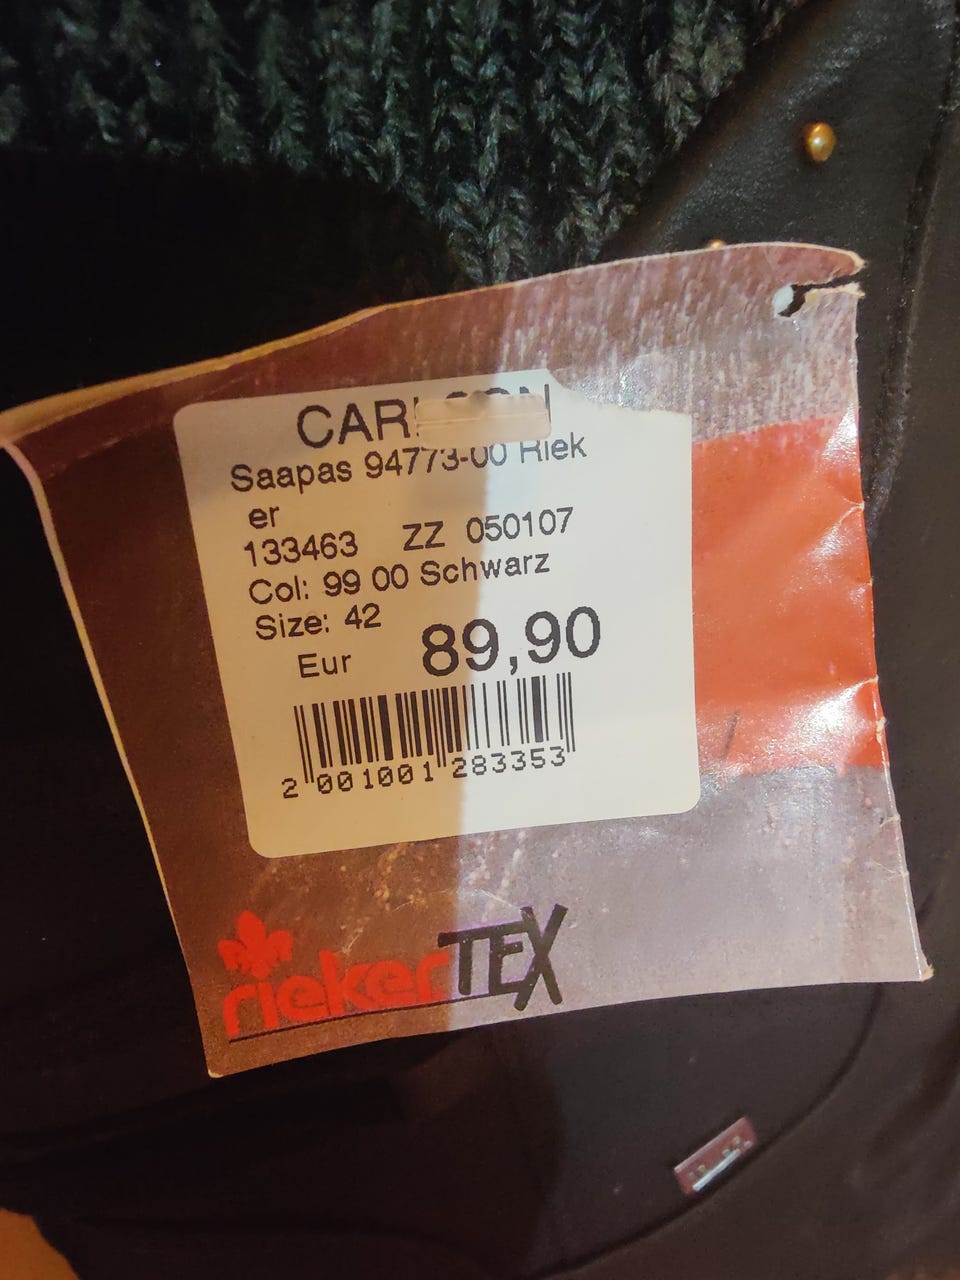 CARLSON
Saapas 94773-00 Riek
er
133463 ZZ 050107
Col: 99 00 Schwarz
Size: 42
Eur 89,90
2 001001 283353
riekerTEX